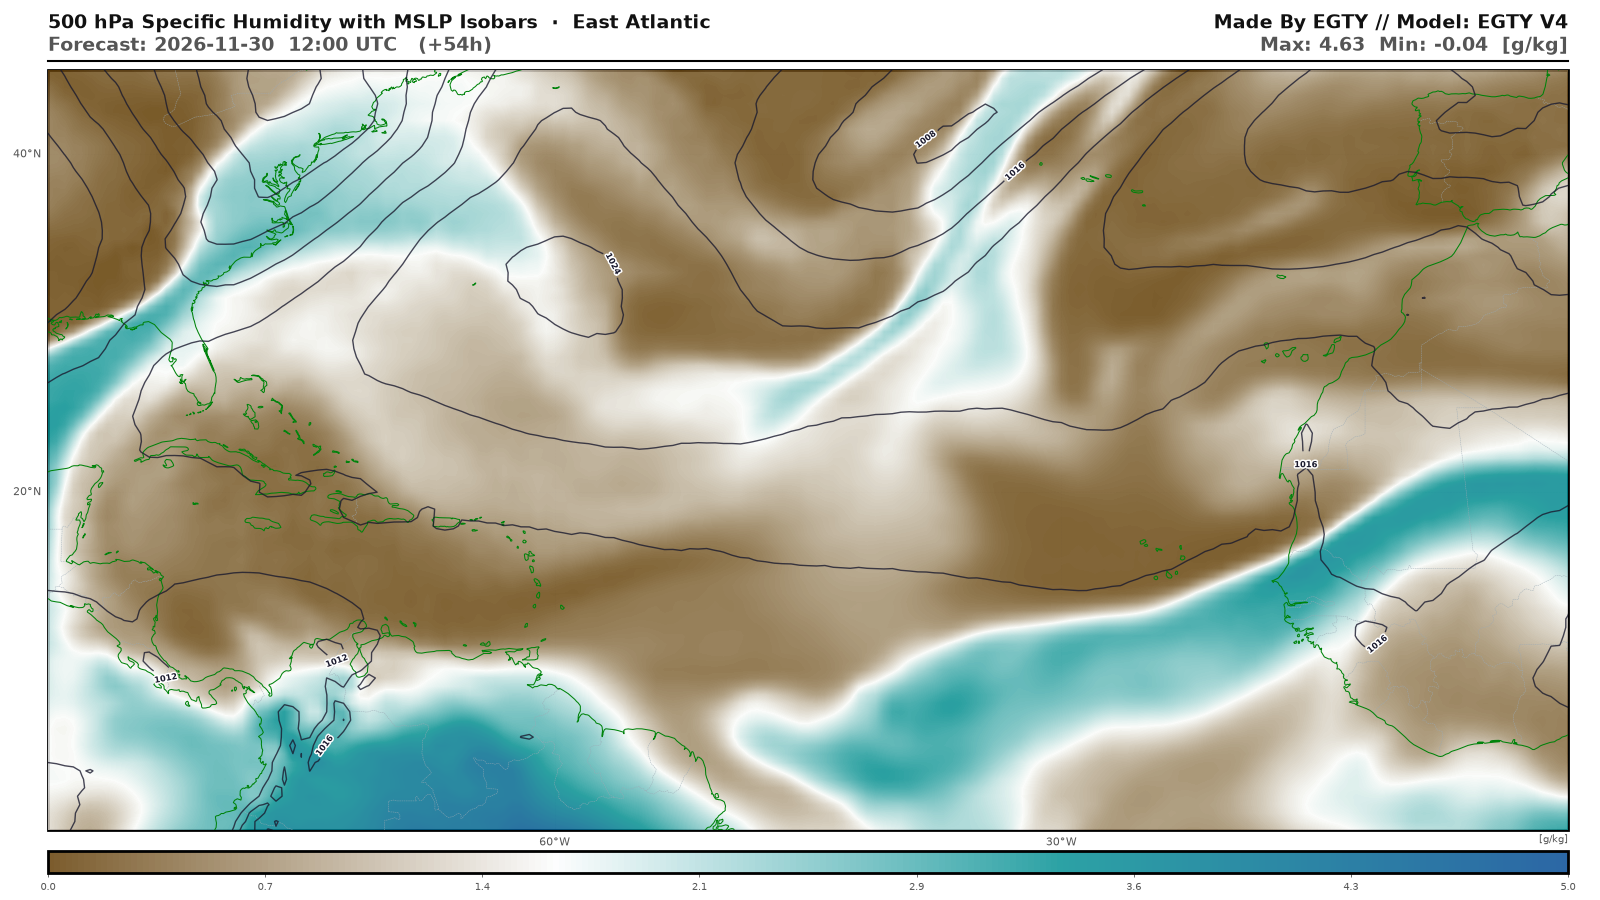 500 hPa Specific Humidity with MSLP Isobars · East Atlantic
Made By EGTY // Model: EGTY V4
Forecast: 2026-11-30 12:00 UTC (+54h)
Max: 4.63 Min: -0.04 [g/kg]
1008
40°N
1016
1024
1016
20°N
1016
1012
1012
1016
60°W
30°W
[g/kg]
0.0
0.7
1.4
2.1
2.9
3.6
4.3
5.0